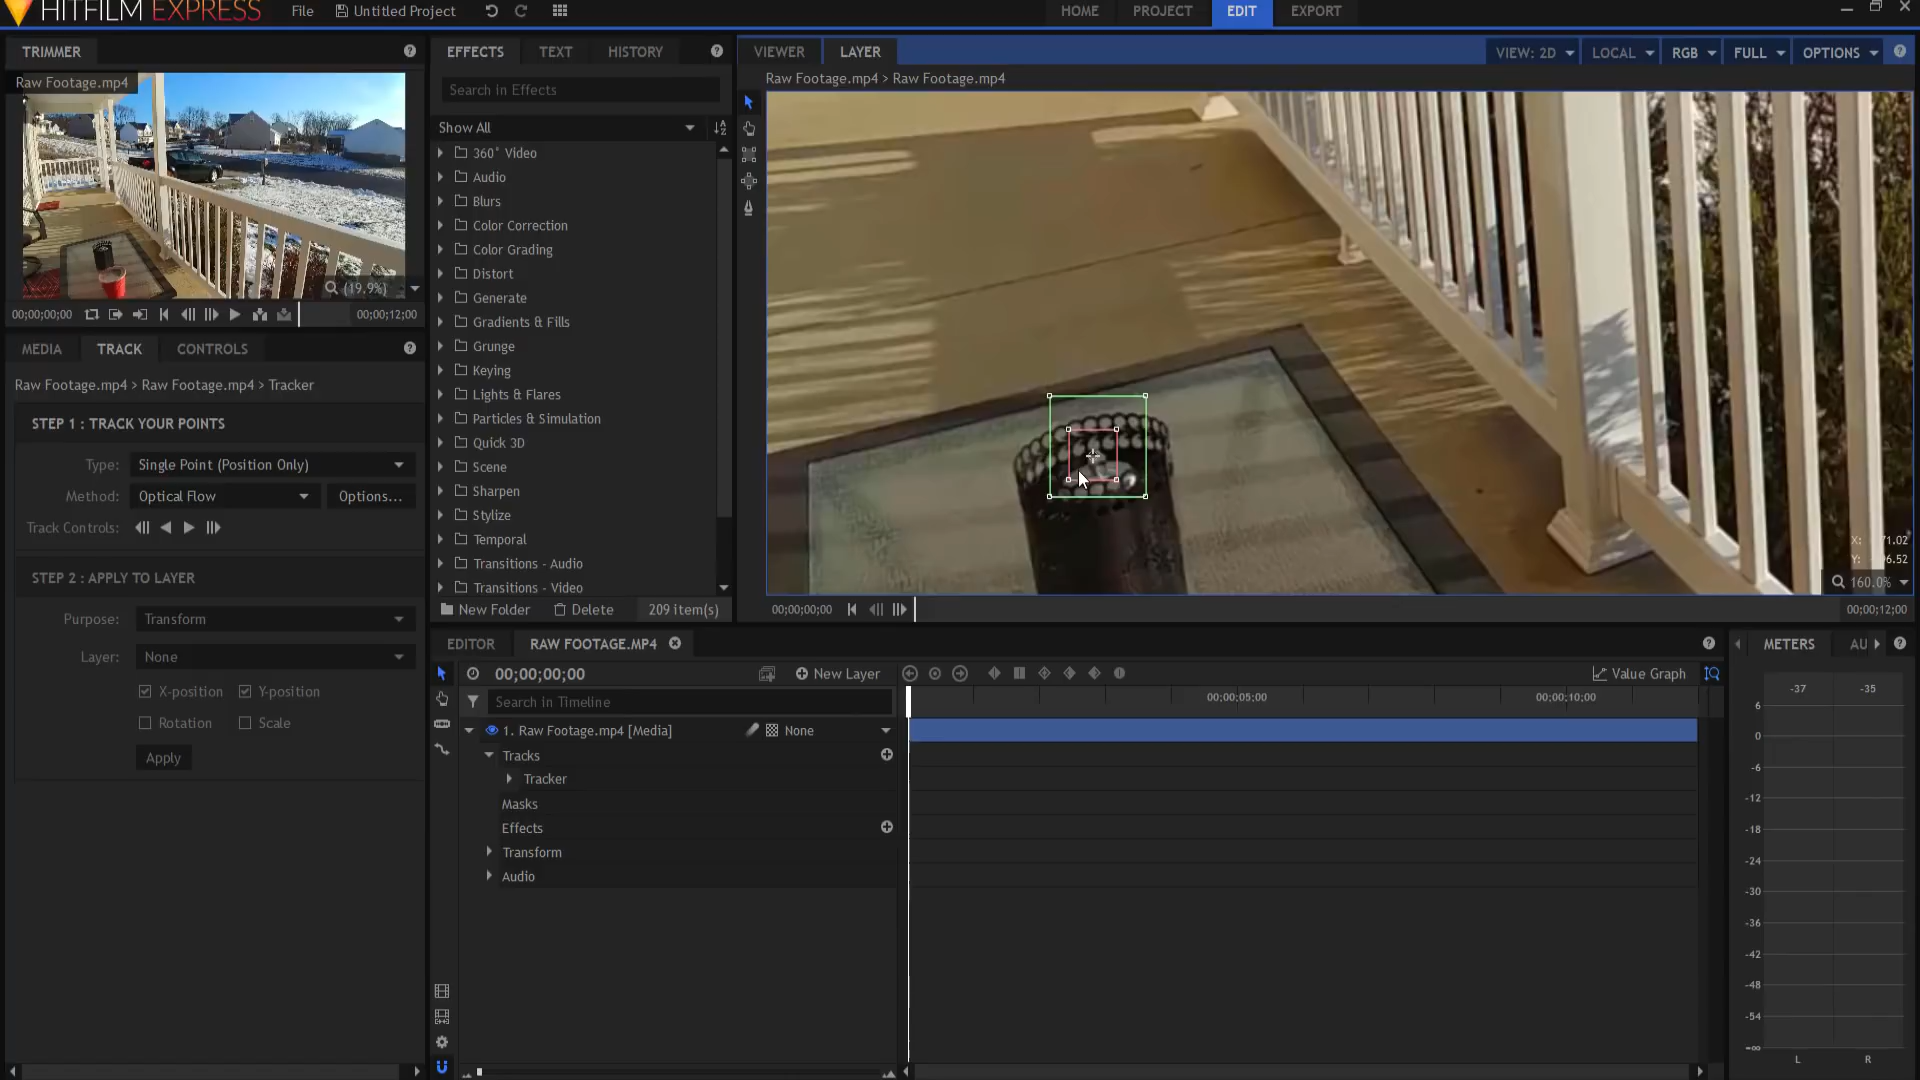 HITFILM EXPRESS
File
Untitled Project
HOME
PROJECT
EDIT
EXPORT
TRIMMER
Raw Footage.mp4
(19.9%)
00;00;00;00
00;00;12;00
MEDIA
TRACK
CONTROLS
Raw Footage.mp4 > Raw Footage.mp4 > Tracker
STEP 1 : TRACK YOUR POINTS
Type: Single Point (Position Only)
Method: Optical Flow Options...
Track Controls:
STEP 2 : APPLY TO LAYER
Purpose: Transform
Layer: None
X-position Y-position
Rotation Scale
Apply
EFFECTS
TEXT
HISTORY
Search in Effects
Show All
360° Video
Audio
Blurs
Color Correction
Color Grading
Distort
Generate
Gradients & Fills
Grunge
Keying
Lights & Flares
Particles & Simulation
Quick 3D
Scene
Sharpen
Stylize
Temporal
Transitions - Audio
Transitions - Video
New Folder Delete 209 item(s)
VIEWER
LAYER
VIEW: 2D
LOCAL
RGB
FULL
OPTIONS
Raw Footage.mp4 > Raw Footage.mp4
X:
Y:
160.0%
00;00;00;00
00;00;12;00
EDITOR
RAW FOOTAGE.MP4
00;00;00;00
New Layer
Value Graph
Search in Timeline
00;00;05;00
00;00;10;00
1. Raw Footage.mp4 [Media] None
Tracks
Tracker
Masks
Effects
Transform
Audio
METERS
AU
-37 -35
6
0
-6
-12
-18
-24
-30
-36
-42
-48
-54
-∞
L R